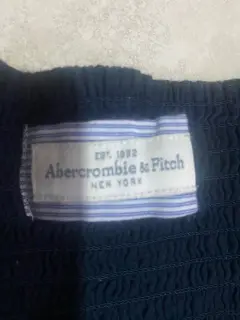 EST. 1892
Abercrombie & Fitch
NEW YORK